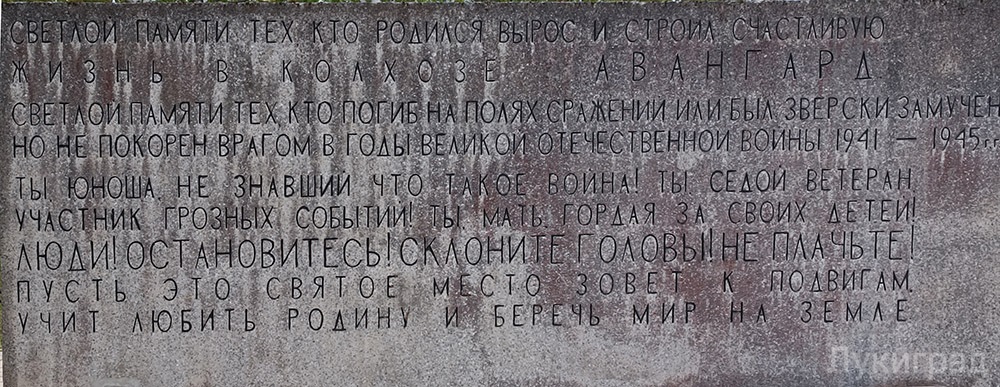 СВЕТЛОЙ ПАМЯТИ ТЕХ, КТО РОДИЛСЯ, ВЫРОС И СТРОИЛ СЧАСТЛИВУЮ
ЖИЗНЬ В КОЛХОЗЕ АВАНГАРД
СВЕТЛОЙ ПАМЯТИ ТЕХ, КТО ПОГИБ НА ПОЛЯХ СРАЖЕНИЙ ИЛИ БЫЛ ЗВЕРСКИ ЗАМУЧЕН,
НО НЕ ПОКОРЕН ВРАГОМ В ГОДЫ ВЕЛИКОЙ ОТЕЧЕСТВЕННОЙ ВОЙНЫ 1941 — 1945 г.г.
ТЫ, ЮНОША, НЕ ЗНАВШИЙ ЧТО ТАКОЕ ВОЙНА! ТЫ СЕДОЙ ВЕТЕРАН
УЧАСТНИК ГРОЗНЫХ СОБЫТИЙ! ТЫ, МАТЬ, ГОРДАЯ ЗА СВОИХ ДЕТЕЙ!
ЛЮДИ! ОСТАНОВИТЕСЬ! СКЛОНИТЕ ГОЛОВЫ! НЕ ПЛАЧЬТЕ!
ПУСТЬ ЭТО СВЯТОЕ МЕСТО ЗОВЕТ К ПОДВИГАМ,
УЧИТ ЛЮБИТЬ РОДИНУ И БЕРЕЧЬ МИР НА ЗЕМЛЕ
Лукиград